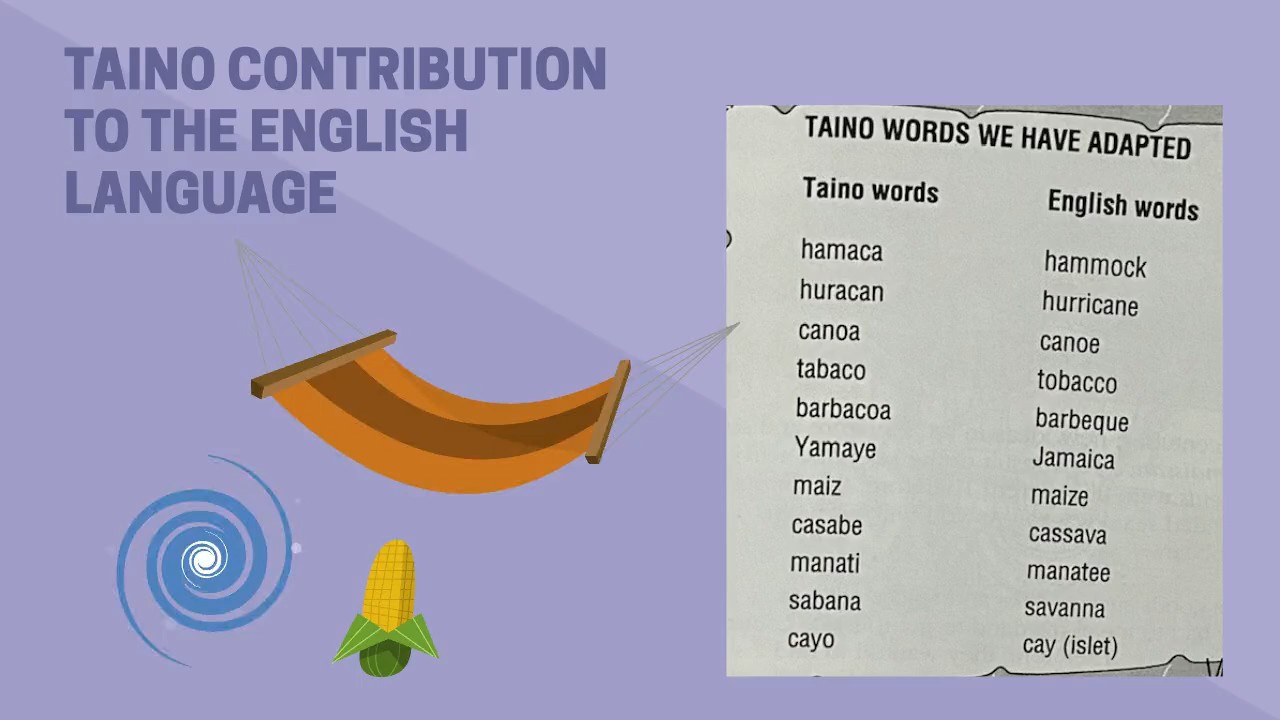 TAINO CONTRIBUTION
TO THE ENGLISH
LANGUAGE
TAINO WORDS WE HAVE ADAPTED
Taino words English words
hamaca hammock
huracan hurricane
canoa canoe
tabaco tobacco
barbacoa barbeque
Yamaye Jamaica
maiz maize
casabe cassava
manati manatee
sabana savanna
cayo cay (islet)